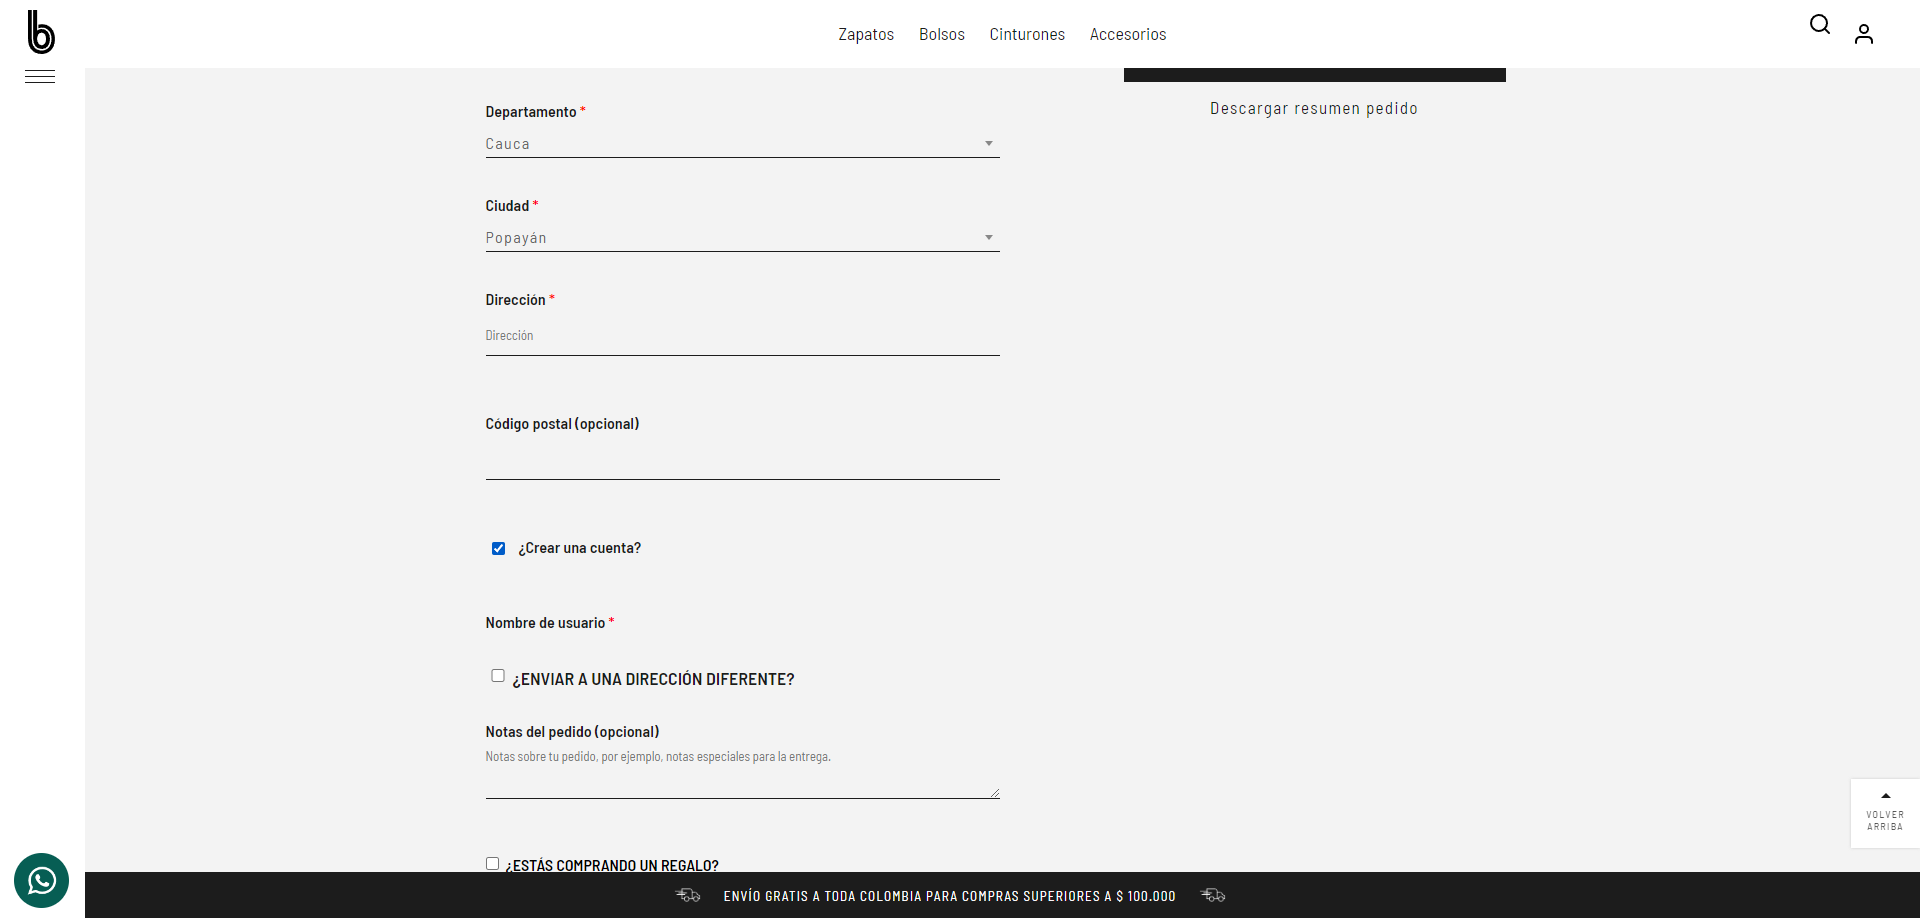 b
Zapatos Bolsos Cinturones Accesorios
Descargar resumen pedido
Departamento *
Cauca
Ciudad *
Popayán
Dirección *
Dirección
Código postal (opcional)
¿Crear una cuenta?
Nombre de usuario *
¿ENVIAR A UNA DIRECCIÓN DIFERENTE?
Notas del pedido (opcional)
Notas sobre tu pedido, por ejemplo, notas especiales para la entrega.
VOLVER
ARRIBA
¿ESTÁS COMPRANDO UN REGALO?
ENVÍO GRATIS A TODA COLOMBIA PARA COMPRAS SUPERIORES A $ 100.000